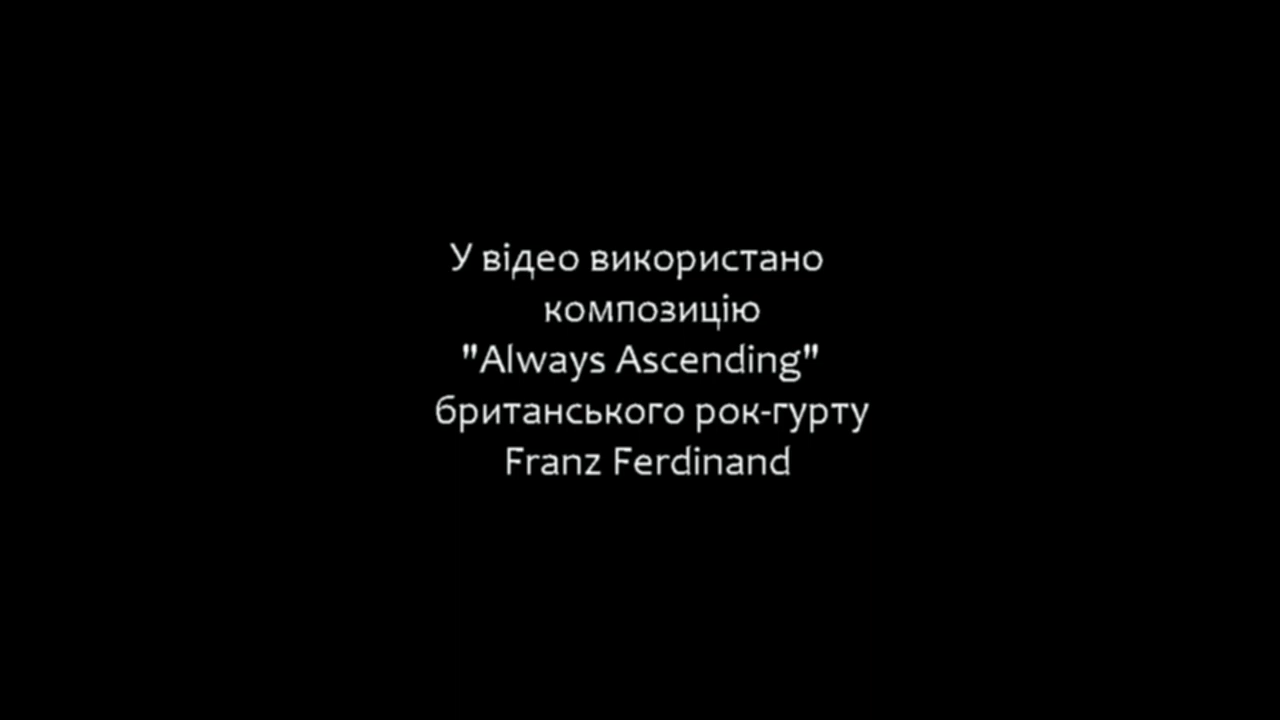 У відео використано
композицію
"Always Ascending"
британського рок-гурту
Franz Ferdinand